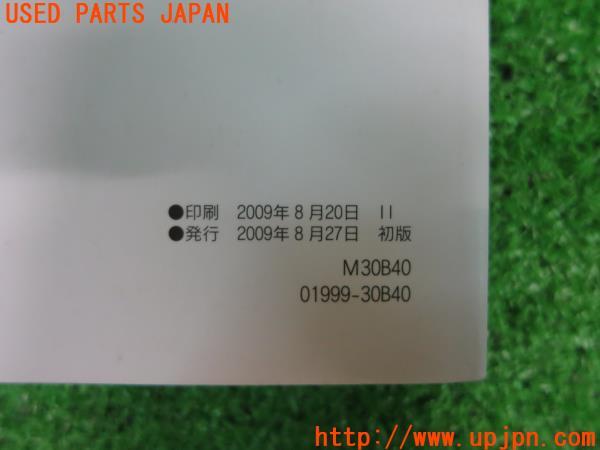 USED PARTS JAPAN
●印刷 2009年8月20日 II
●発行 2009年8月27日 初版
M30B40
01999-30B40
http://www.upjpn.com